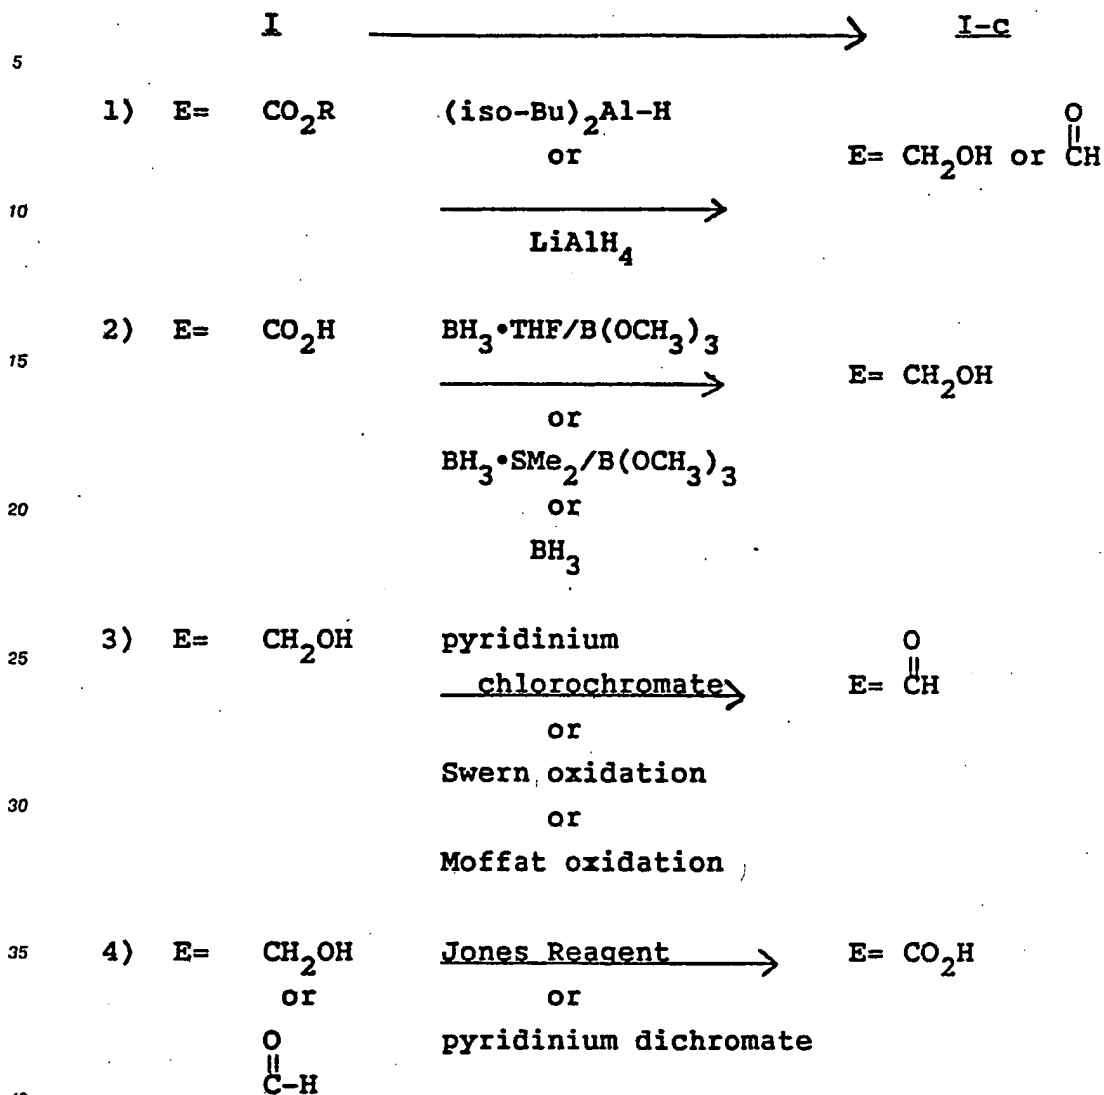 I I-c
5
1) E= CO2R (iso-Bu)2Al-H O
or E= CH2OH or CH
10
LiAlH4
2) E= CO2H BH3•THF/B(OCH3)3
15 E= CH2OH
or
BH3•SMe2/B(OCH3)3
20 or
BH3
3) E= CH2OH pyridinium O
25 chlorochromate E= CH
or
Swern oxidation
30 or
Moffat oxidation
35 4) E= CH2OH Jones Reagent E= CO2H
or or
O pyridinium dichromate
C-H